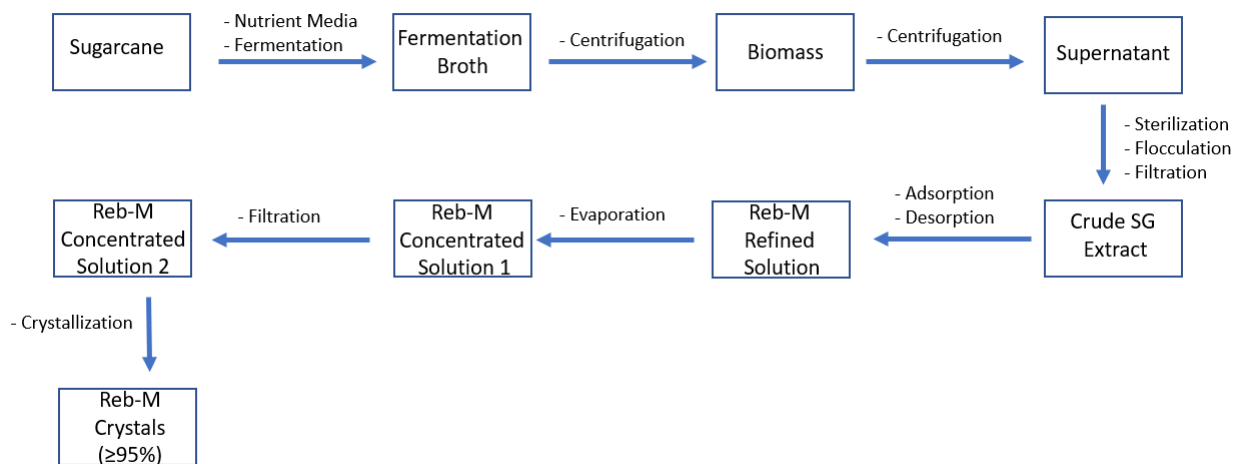 Sugarcane
- Nutrient Media
- Fermentation
Fermentation
Broth
- Centrifugation
Biomass
- Centrifugation
Supernatant
- Sterilization
- Flocculation
- Filtration
Crude SG
Extract
- Adsorption
- Desorption
Reb-M
Refined
Solution
- Evaporation
Reb-M
Concentrated
Solution 1
- Filtration
Reb-M
Concentrated
Solution 2
- Crystallization
Reb-M
Crystals
(≥95%)